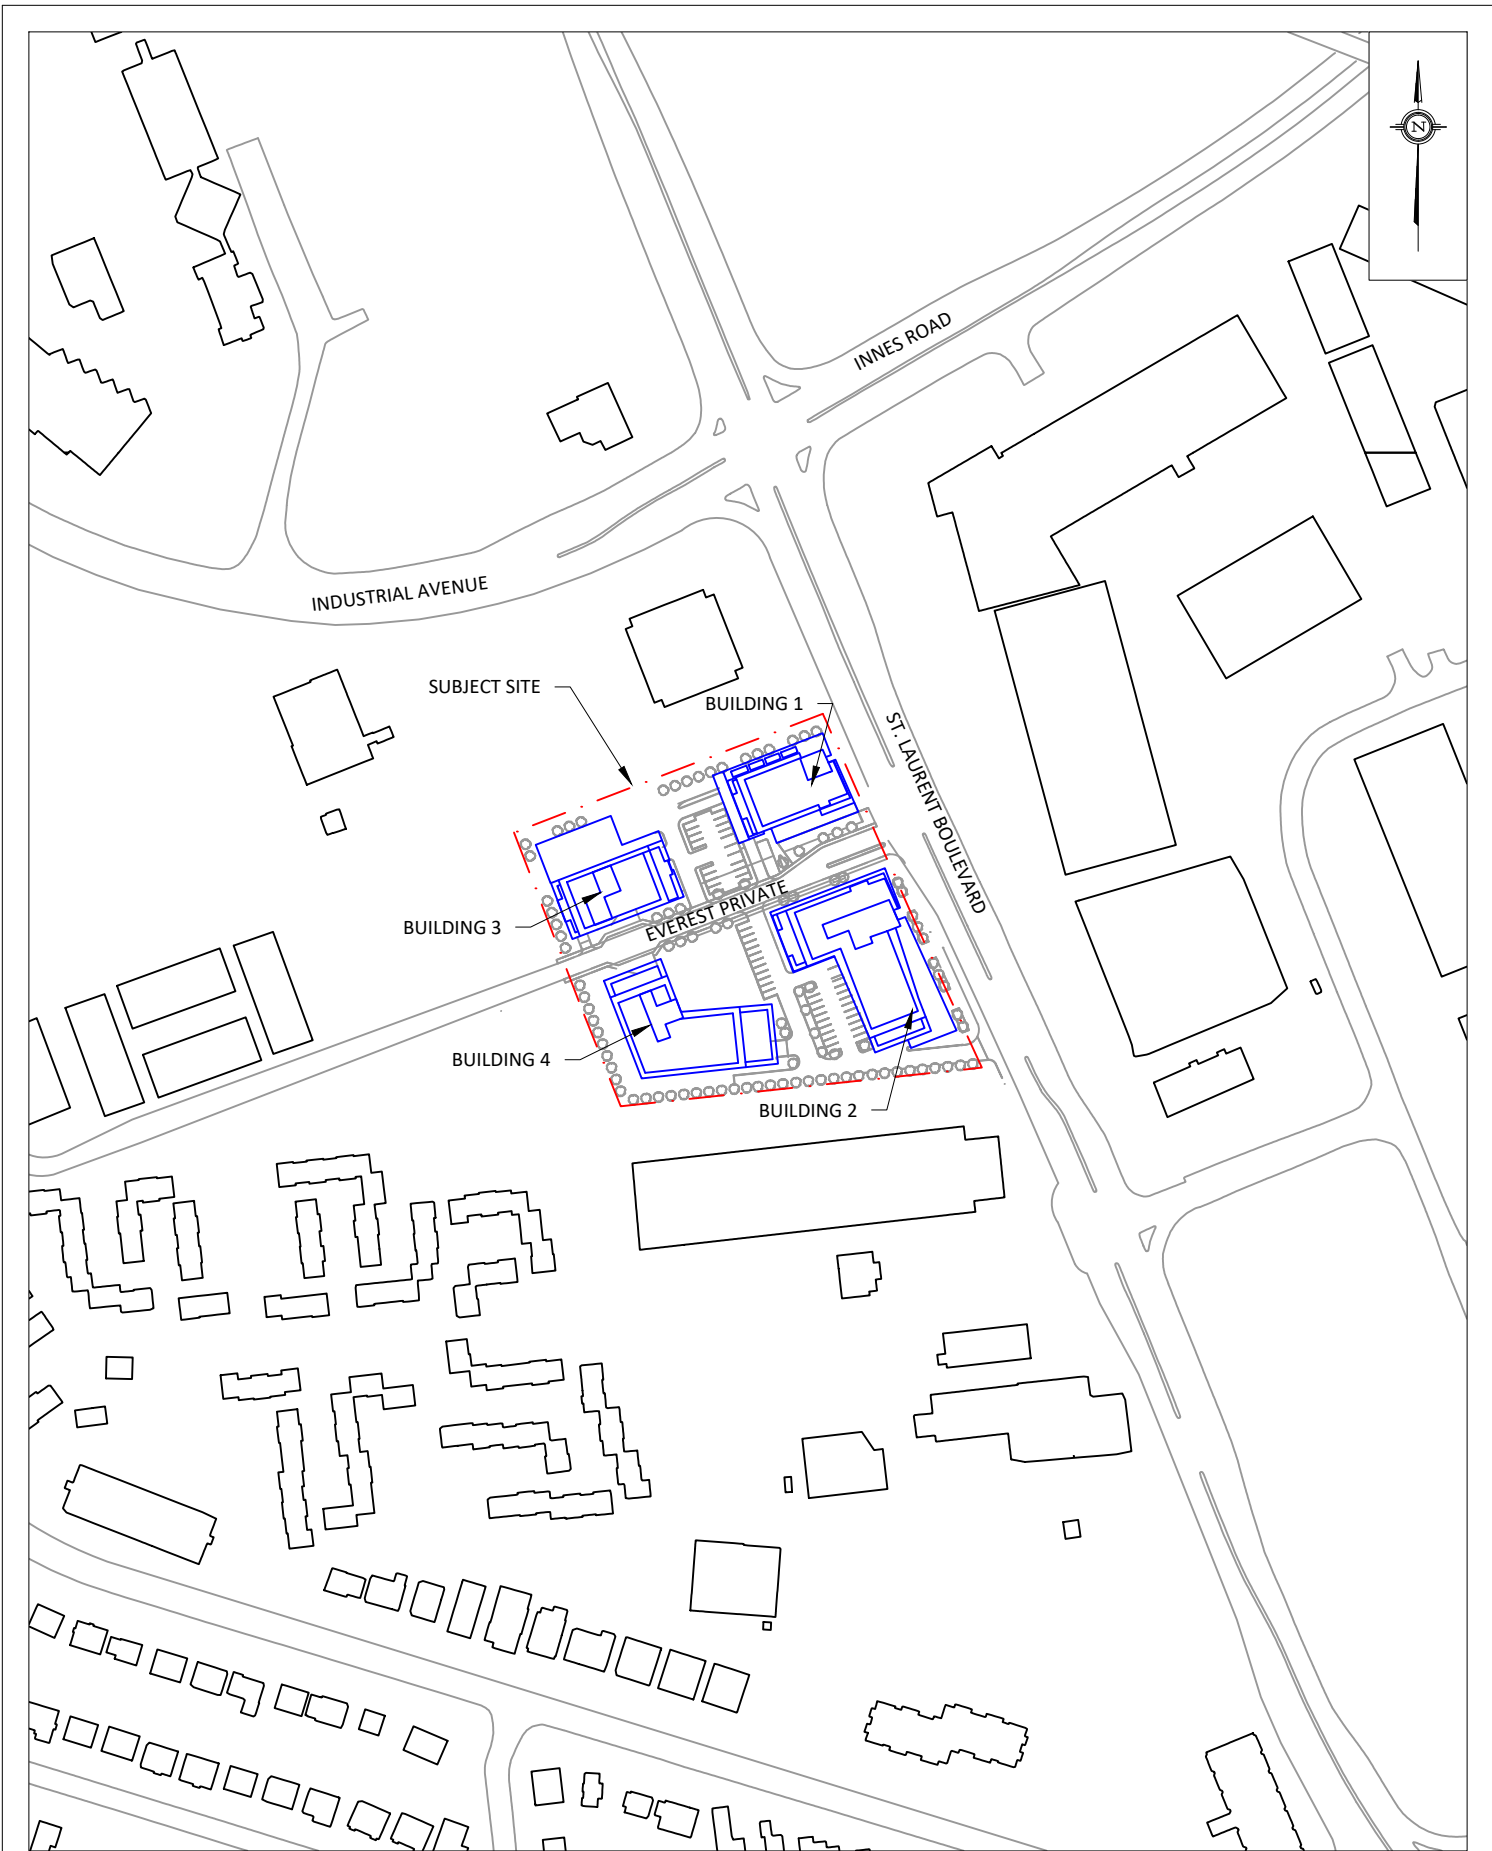 N
INNES ROAD
INDUSTRIAL AVENUE
SUBJECT SITE
BUILDING 1
ST. LAURENT BOULEVARD
EVEREST PRIVATE
BUILDING 3
BUILDING 4
BUILDING 2